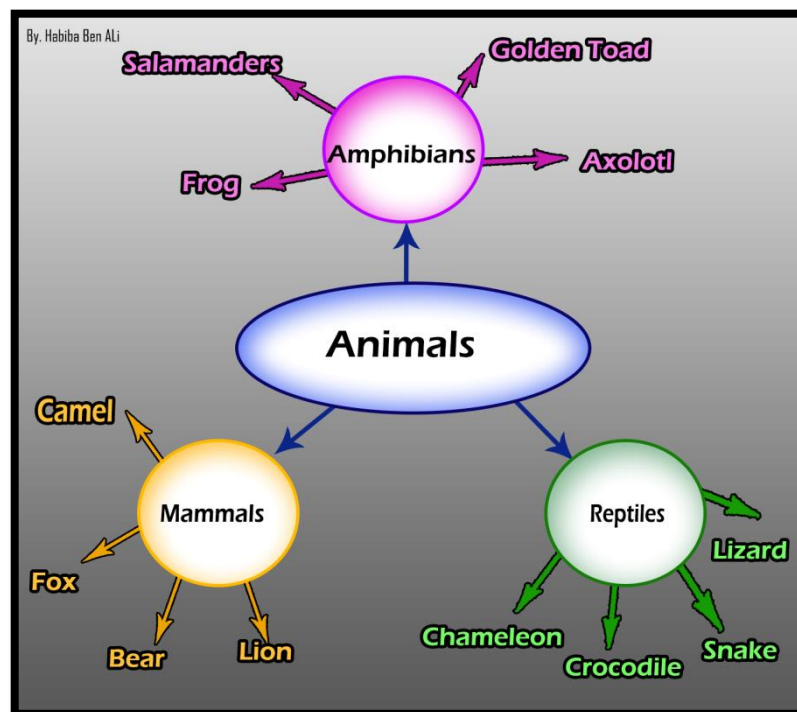 By. Habiba Ben ALi
Salamanders
Golden Toad
Amphibians
Frog
Axolotl
Animals
Camel
Mammals
Fox
Bear
Lion
Reptiles
Lizard
Chameleon
Crocodile
Snake